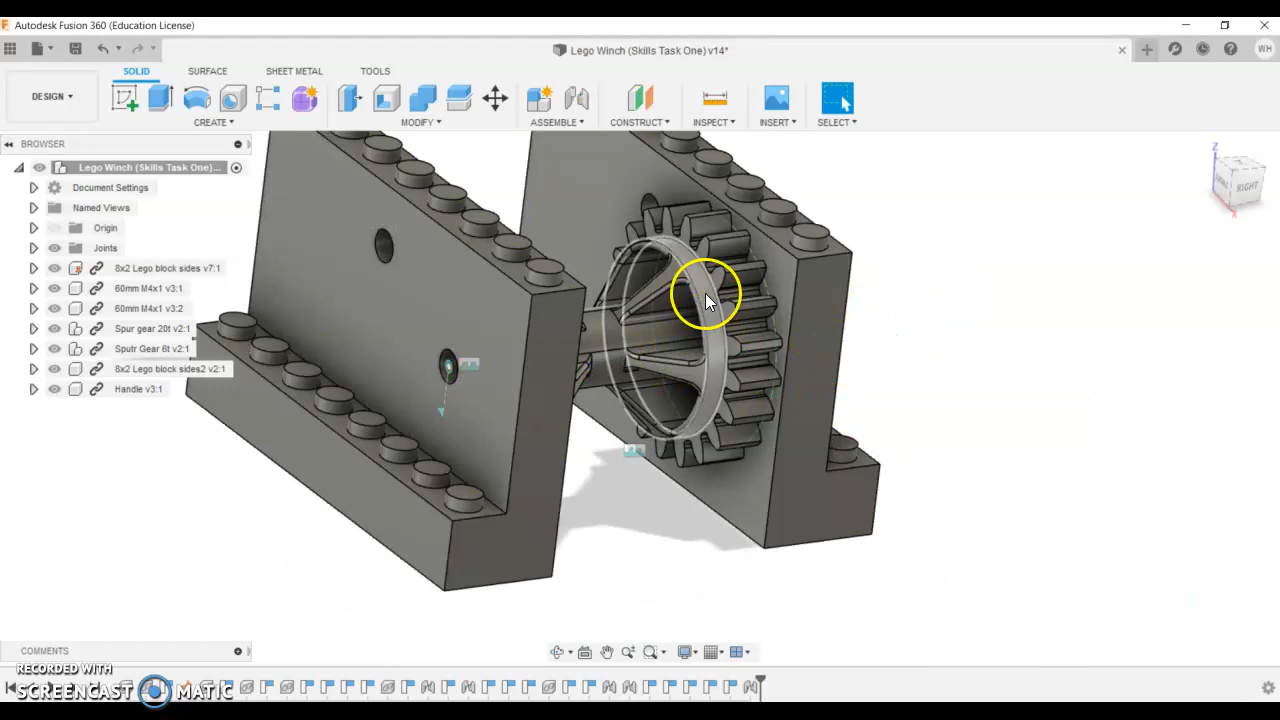 Autodesk Fusion 360 (Education License)
Lego Winch (Skills Task One) v14*
WH
DESIGN
SOLID
SURFACE
SHEET METAL
TOOLS
CREATE
MODIFY
ASSEMBLE
CONSTRUCT
INSPECT
INSERT
SELECT
BROWSER
Lego Winch (Skills Task One)...
Document Settings
Named Views
Origin
Joints
8x2 Lego block sides v7:1
60mm M4x1 v3:1
60mm M4x1 v3:2
Spur gear 20t v2:1
Sputr Gear 6t v2:1
8x2 Lego block sides2 v2:1
Handle v3:1
Z
RIGHT
COMMENTS
RECORDED WITH
SCREENCAST MATIC